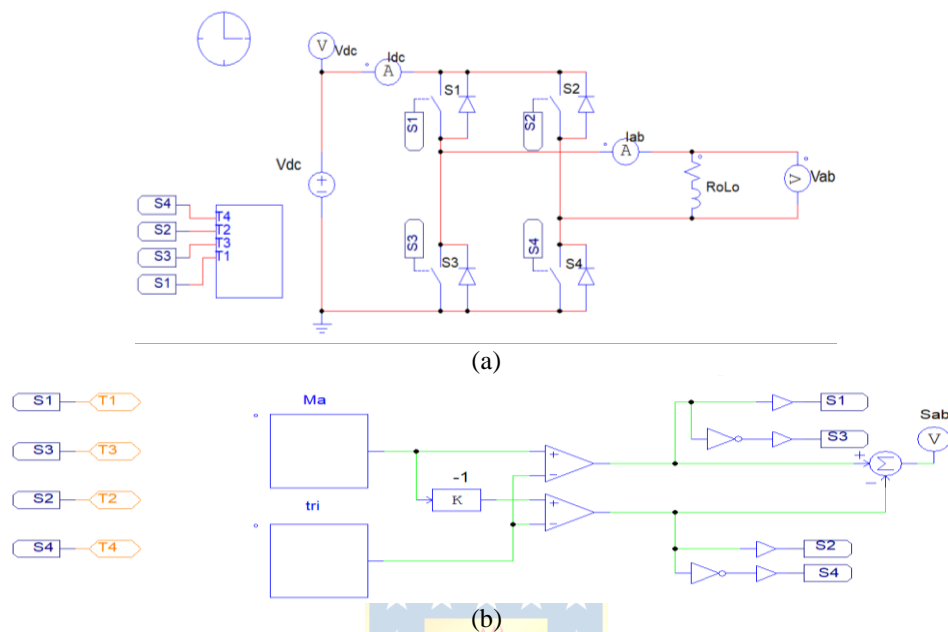 V Vdc
Idc
A
S1
S2
S1
S2
Iab
A
Vdc
RoLo
V Vab
S4
S2
S3
S1
T4
T2
T3
T1
S3
S3
S4
S4
(a)
S1 T1
S3 T3
S2 T2
S4 T4
Ma
tri
-1
K
+
−
+
−
S1
S3
Sab
V
+
Σ
−
S2
S4
(b)